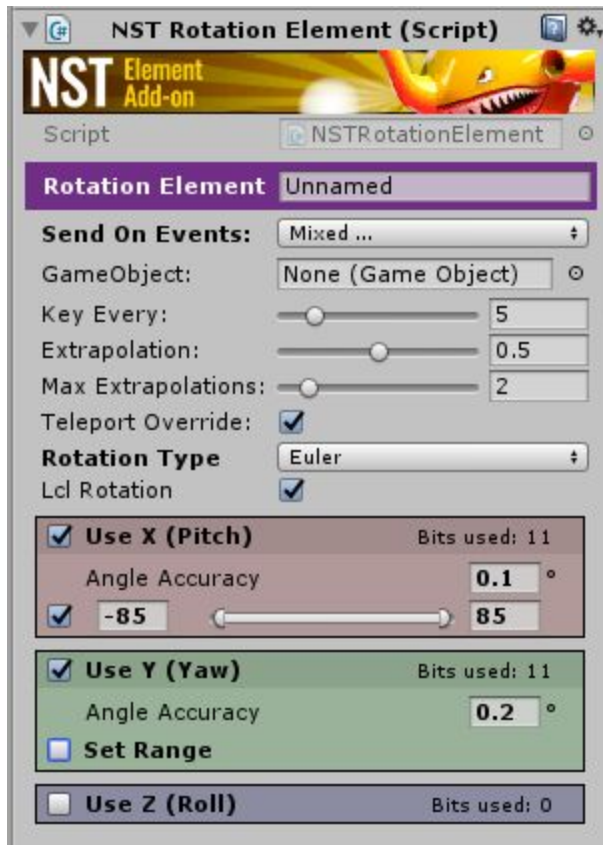 NST Rotation Element (Script)
NST Element
Add-on
Script NSTRotationElement
Rotation Element Unnamed
Send On Events: Mixed ...
GameObject: None (Game Object)
Key Every: 5
Extrapolation: 0.5
Max Extrapolations: 2
Teleport Override:
Rotation Type Euler
Lcl Rotation
Use X (Pitch) Bits used: 11
Angle Accuracy 0.1 °
-85 85
Use Y (Yaw) Bits used: 11
Angle Accuracy 0.2 °
Set Range
Use Z (Roll) Bits used: 0